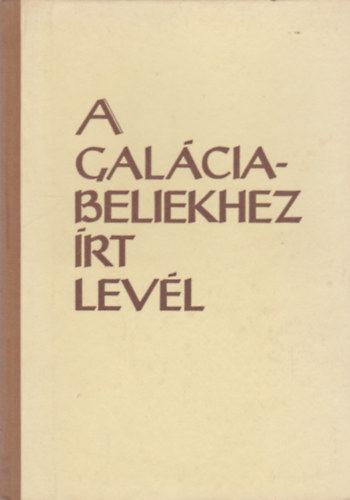 A
GALÁCIA-
BELIEKHEZ
ÍRT
LEVÉL